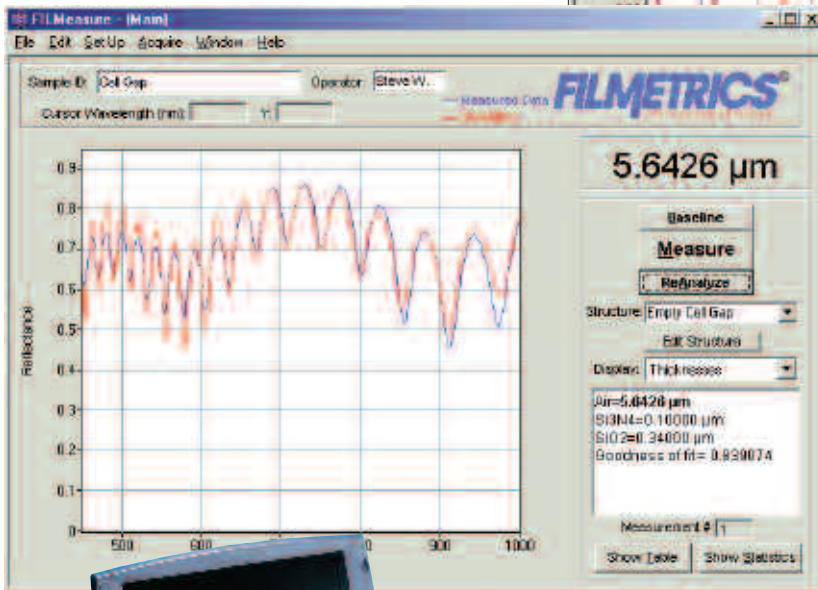 FILMeasure - [Main]
File Edit SetUp Acquire Window Help
Sample ID: Cell Gap Operator: Steve W.
Cursor Wavelength (nm): Y:
Measured Data
FILMETRICS®
5.6426 µm
Baseline
Measure
ReAnalyze
Structure: Empty Cell Gap
Edit Structure
Display: Thicknesses
Air=5.6426 µm
Si3N4=0.10000 µm
SiO2=0.34000 µm
Goodness of fit=
Measurement # 1
Show Table Show Statistics
Reflectance
0.9
0.8
0.7
0.6
0.5
0.4
0.3
0.2
0.1
0
500 600 900 1000